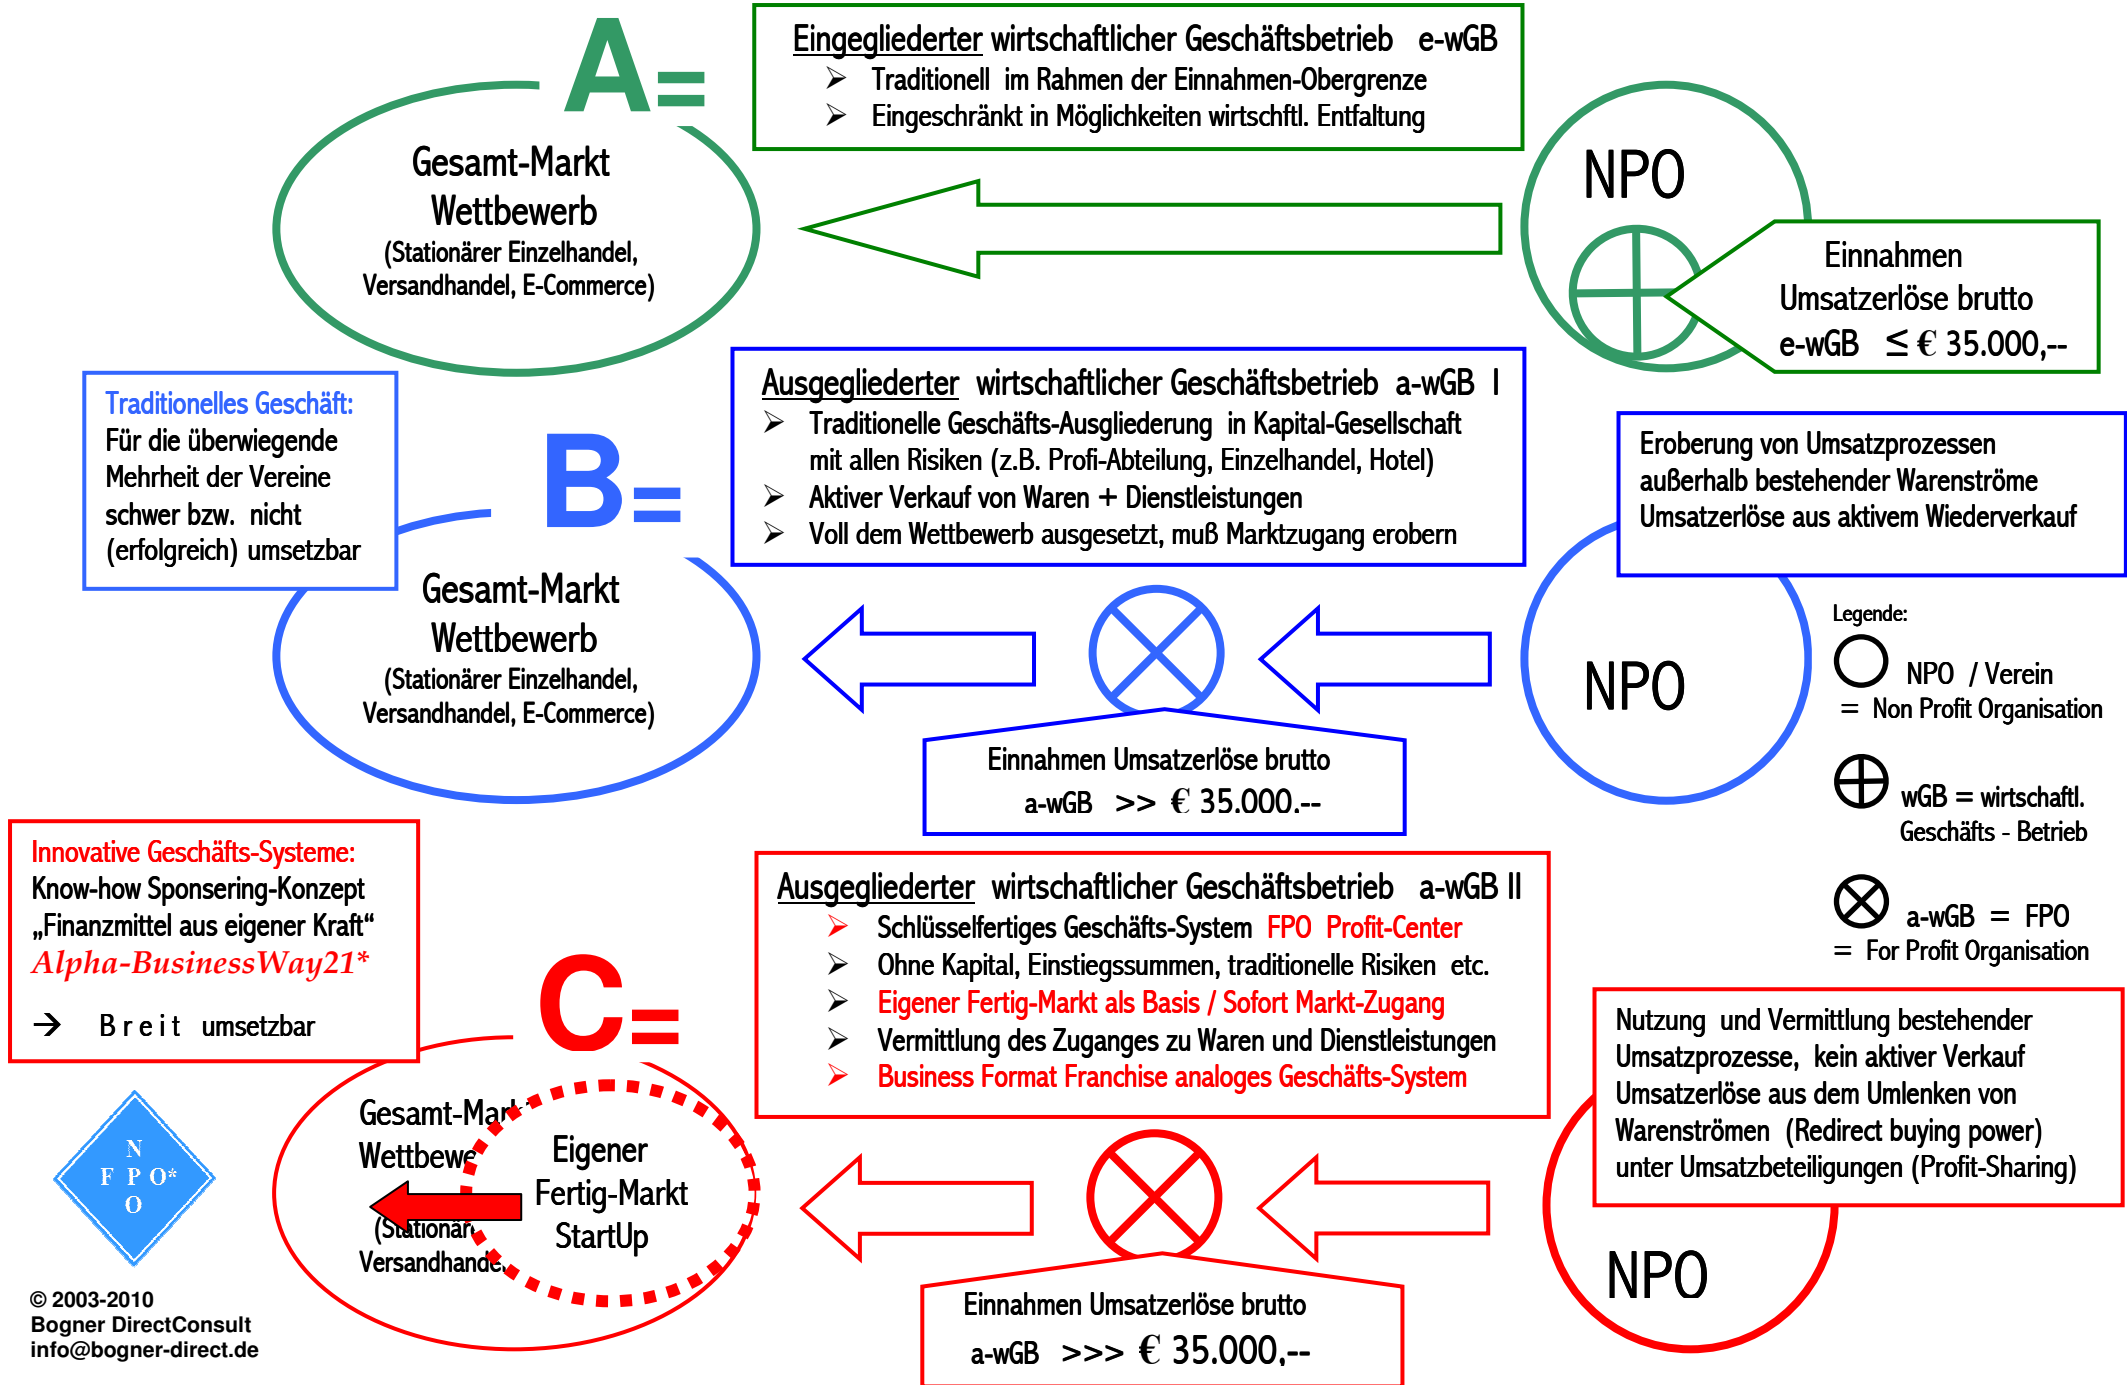 A=
Eingegliederter wirtschaftlicher Geschäftsbetrieb e-wGB
➢ Traditionell im Rahmen der Einnahmen-Obergrenze
➢ Eingeschränkt in Möglichkeiten wirtschftl. Entfaltung
Gesamt-Markt
Wettbewerb
(Stationärer Einzelhandel,
Versandhandel, E-Commerce)
NPO
Einnahmen
Umsatzerlöse brutto
e-wGB ≤ € 35.000,--
Traditionelles Geschäft:
Für die überwiegende
Mehrheit der Vereine
schwer bzw. nicht
(erfolgreich) umsetzbar
B=
Ausgegliederter wirtschaftlicher Geschäftsbetrieb a-wGB I
➢ Traditionelle Geschäfts-Ausgliederung in Kapital-Gesellschaft
mit allen Risiken (z.B. Profi-Abteilung, Einzelhandel, Hotel)
➢ Aktiver Verkauf von Waren + Dienstleistungen
➢ Voll dem Wettbewerb ausgesetzt, muß Marktzugang erobern
Eroberung von Umsatzprozessen
außerhalb bestehender Warenströme
Umsatzerlöse aus aktivem Wiederverkauf
Gesamt-Markt
Wettbewerb
(Stationärer Einzelhandel,
Versandhandel, E-Commerce)
Einnahmen Umsatzerlöse brutto
a-wGB >> € 35.000.--
NPO
Legende:
NPO / Verein
= Non Profit Organisation
wGB = wirtschaftl.
Geschäfts - Betrieb
a-wGB = FPO
= For Profit Organisation
Innovative Geschäfts-Systeme:
Know-how Sponsering-Konzept
„Finanzmittel aus eigener Kraft“
Alpha-BusinessWay21*
→ Breit umsetzbar
C=
Ausgegliederter wirtschaftlicher Geschäftsbetrieb a-wGB II
➢ Schlüsselfertiges Geschäfts-System FPO Profit-Center
➢ Ohne Kapital, Einstiegssummen, traditionelle Risiken etc.
➢ Eigener Fertig-Markt als Basis / Sofort Markt-Zugang
➢ Vermittlung des Zuganges zu Waren und Dienstleistungen
➢ Business Format Franchise analoges Geschäfts-System
Nutzung und Vermittlung bestehender
Umsatzprozesse, kein aktiver Verkauf
Umsatzerlöse aus dem Umlenken von
Warenströmen (Redirect buying power)
unter Umsatzbeteiligungen (Profit-Sharing)
Gesamt-Markt
Wettbewe
(Stationär
Versandhande
Eigener
Fertig-Markt
StartUp
Einnahmen Umsatzerlöse brutto
a-wGB >>> € 35.000,--
NPO
N
F P O*
O
© 2003-2010
Bogner DirectConsult
info@bogner-direct.de